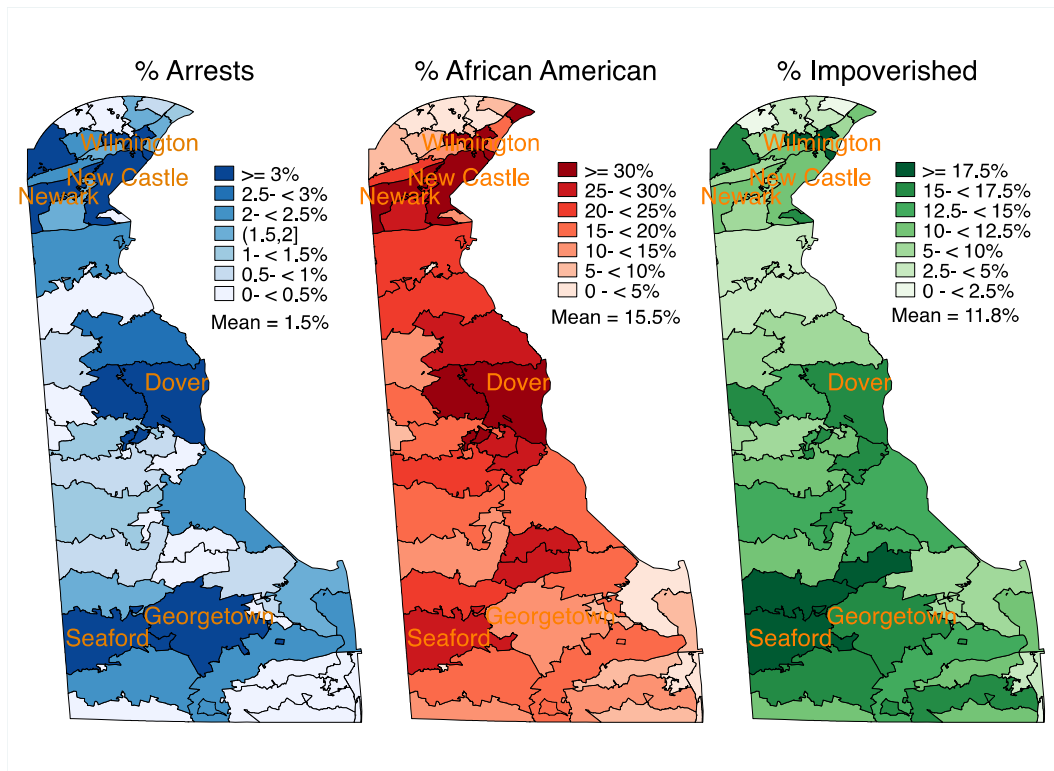 % Arrests
Wilmington
New Castle
Newark
Dover
Georgetown
Seaford
>= 3%
2.5- < 3%
2- < 2.5%
(1.5,2]
1- < 1.5%
0.5- < 1%
0- < 0.5%
Mean = 1.5%
% African American
Wilmington
New Castle
Newark
Dover
Georgetown
Seaford
>= 30%
25- < 30%
20- < 25%
15- < 20%
10- < 15%
5- < 10%
0 - < 5%
Mean = 15.5%
% Impoverished
Wilmington
New Castle
Newark
Dover
Georgetown
Seaford
>= 17.5%
15- < 17.5%
12.5- < 15%
10- < 12.5%
5- < 10%
2.5- < 5%
0 - < 2.5%
Mean = 11.8%